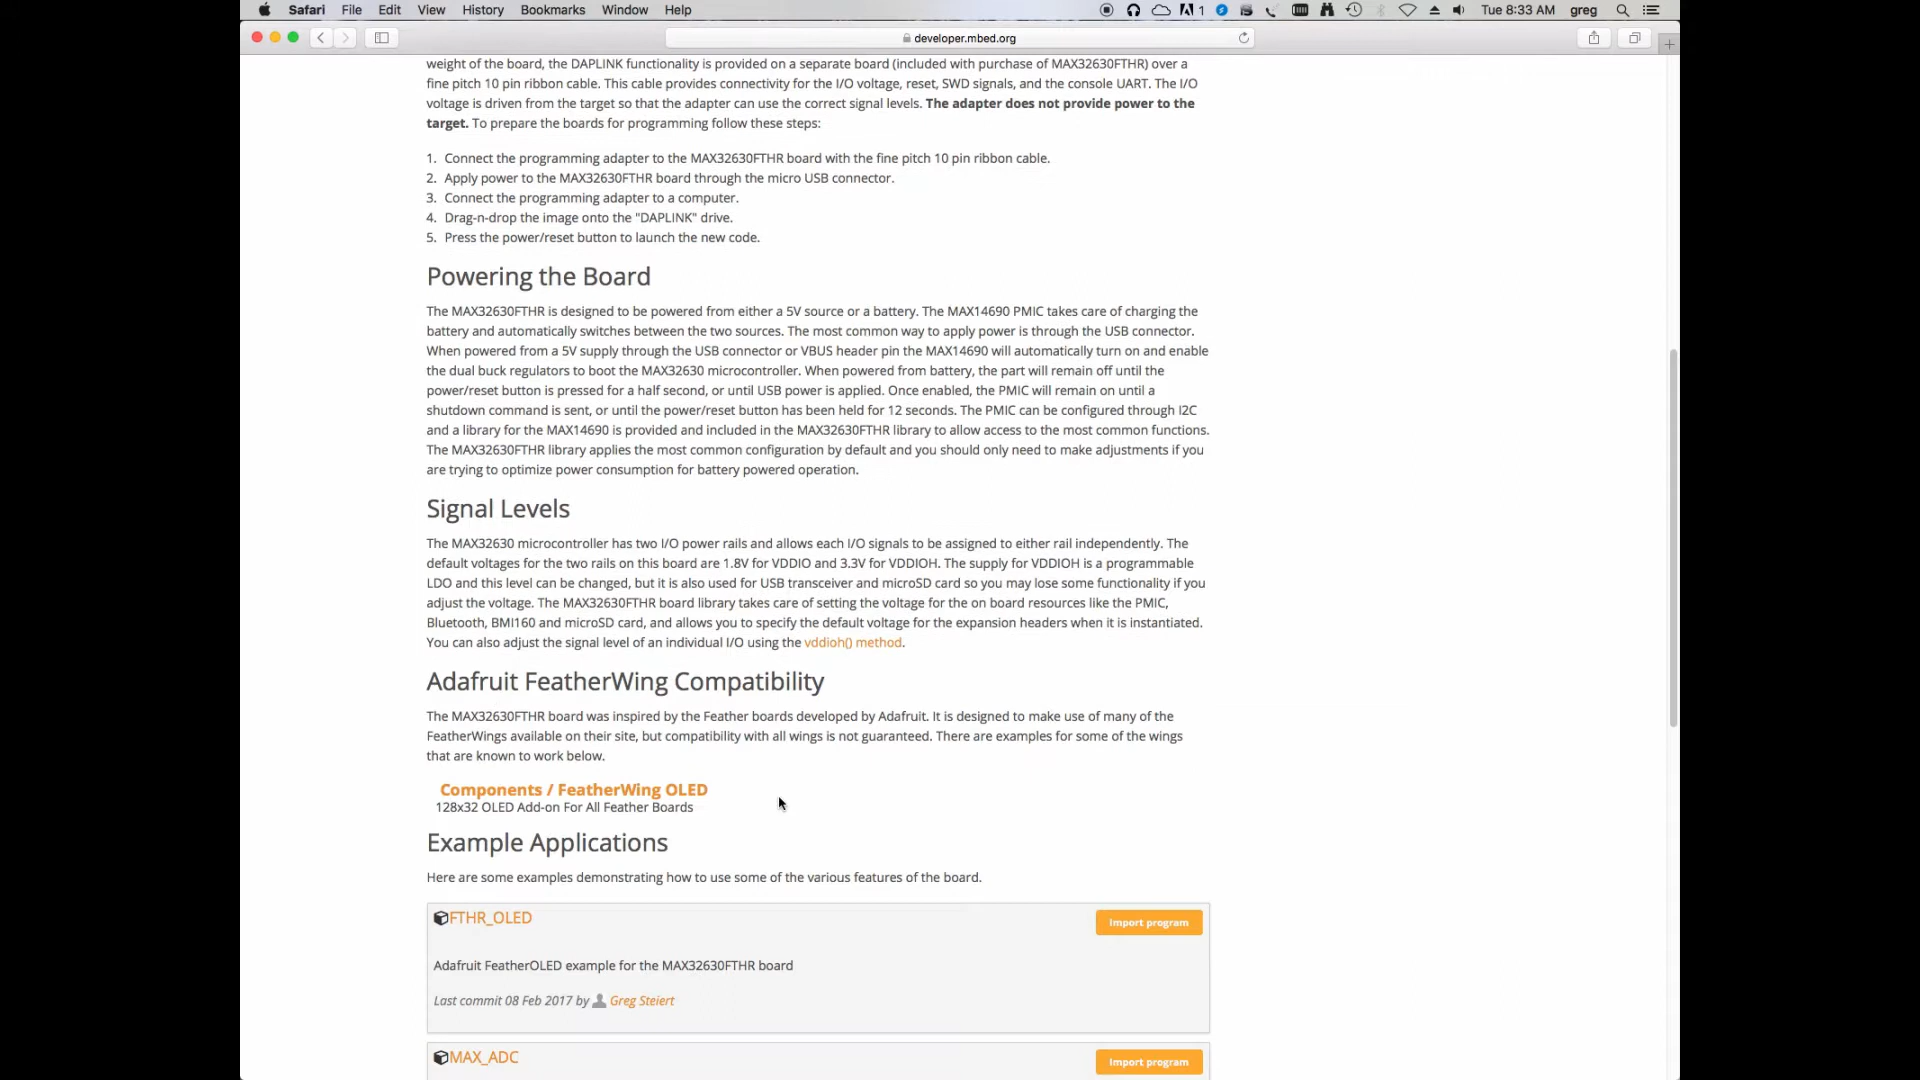 Safari File Edit View History Bookmarks Window Help 1 Tue 8:33 AM greg
developer.mbed.org
weight of the board, the DAPLINK functionality is provided on a separate board (included with purchase of MAX32630FTHR) over a
fine pitch 10 pin ribbon cable. This cable provides connectivity for the I/O voltage, reset, SWD signals, and the console UART. The I/O
voltage is driven from the target so that the adapter can use the correct signal levels. The adapter does not provide power to the
target. To prepare the boards for programming follow these steps:
1. Connect the programming adapter to the MAX32630FTHR board with the fine pitch 10 pin ribbon cable.
2. Apply power to the MAX32630FTHR board through the micro USB connector.
3. Connect the programming adapter to a computer.
4. Drag-n-drop the image onto the "DAPLINK" drive.
5. Press the power/reset button to launch the new code.
Powering the Board
The MAX32630FTHR is designed to be powered from either a 5V source or a battery. The MAX14690 PMIC takes care of charging the
battery and automatically switches between the two sources. The most common way to apply power is through the USB connector.
When powered from a 5V supply through the USB connector or VBUS header pin the MAX14690 will automatically turn on and enable
the dual buck regulators to boot the MAX32630 microcontroller. When powered from battery, the part will remain off until the
power/reset button is pressed for a half second, or until USB power is applied. Once enabled, the PMIC will remain on until a
shutdown command is sent, or until the power/reset button has been held for 12 seconds. The PMIC can be configured through I2C
and a library for the MAX14690 is provided and included in the MAX32630FTHR library to allow access to the most common functions.
The MAX32630FTHR library applies the most common configuration by default and you should only need to make adjustments if you
are trying to optimize power consumption for battery powered operation.
Signal Levels
The MAX32630 microcontroller has two I/O power rails and allows each I/O signals to be assigned to either rail independently. The
default voltages for the two rails on this board are 1.8V for VDDIO and 3.3V for VDDIOH. The supply for VDDIOH is a programmable
LDO and this level can be changed, but it is also used for USB transceiver and microSD card so you may lose some functionality if you
adjust the voltage. The MAX32630FTHR board library takes care of setting the voltage for the on board resources like the PMIC,
Bluetooth, BMI160 and microSD card, and allows you to specify the default voltage for the expansion headers when it is instantiated.
You can also adjust the signal level of an individual I/O using the vddioh() method.
Adafruit FeatherWing Compatibility
The MAX32630FTHR board was inspired by the Feather boards developed by Adafruit. It is designed to make use of many of the
FeatherWings available on their site, but compatibility with all wings is not guaranteed. There are examples for some of the wings
that are known to work below.
Components / FeatherWing OLED
128x32 OLED Add-on For All Feather Boards
Example Applications
Here are some examples demonstrating how to use some of the various features of the board.
FTHR_OLED Import program
Adafruit FeatherOLED example for the MAX32630FTHR board
Last commit 08 Feb 2017 by Greg Steiert
MAX_ADC Import program